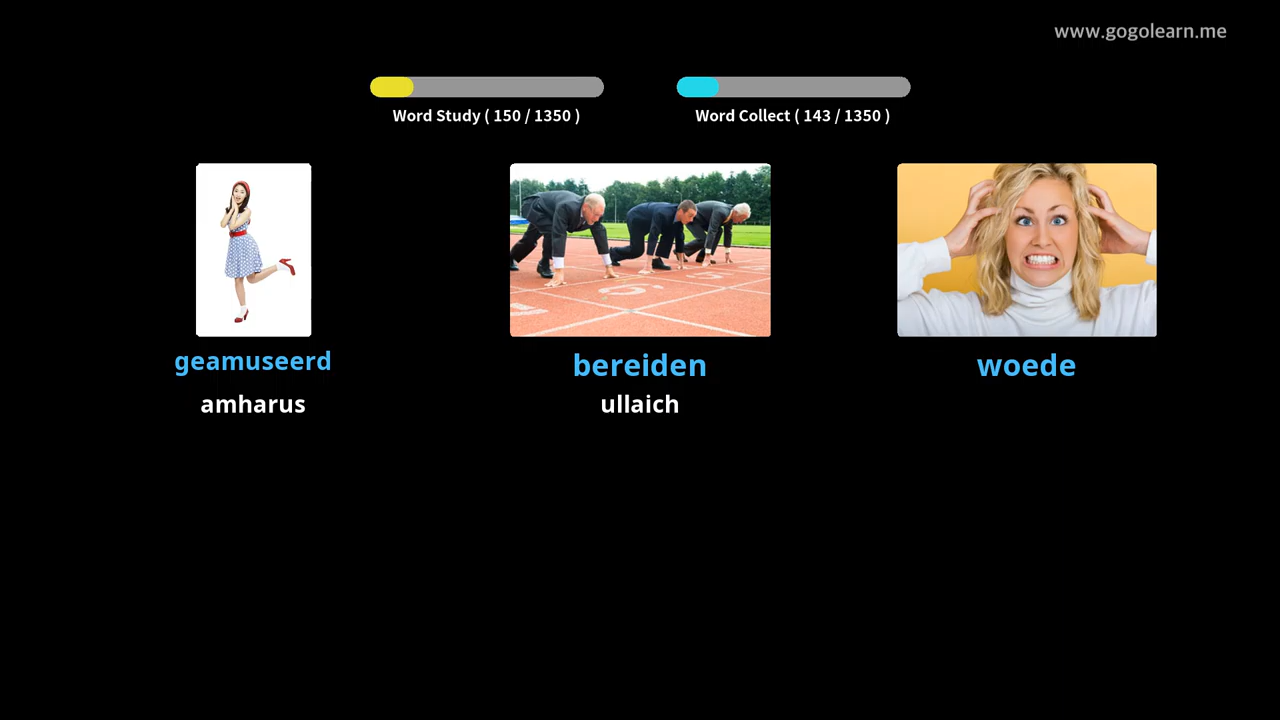 www.gogolearn.me
Word Study ( 150 / 1350 )
Word Collect ( 143 / 1350 )
geamuseerd
bereiden
woede
amharus
ullaich